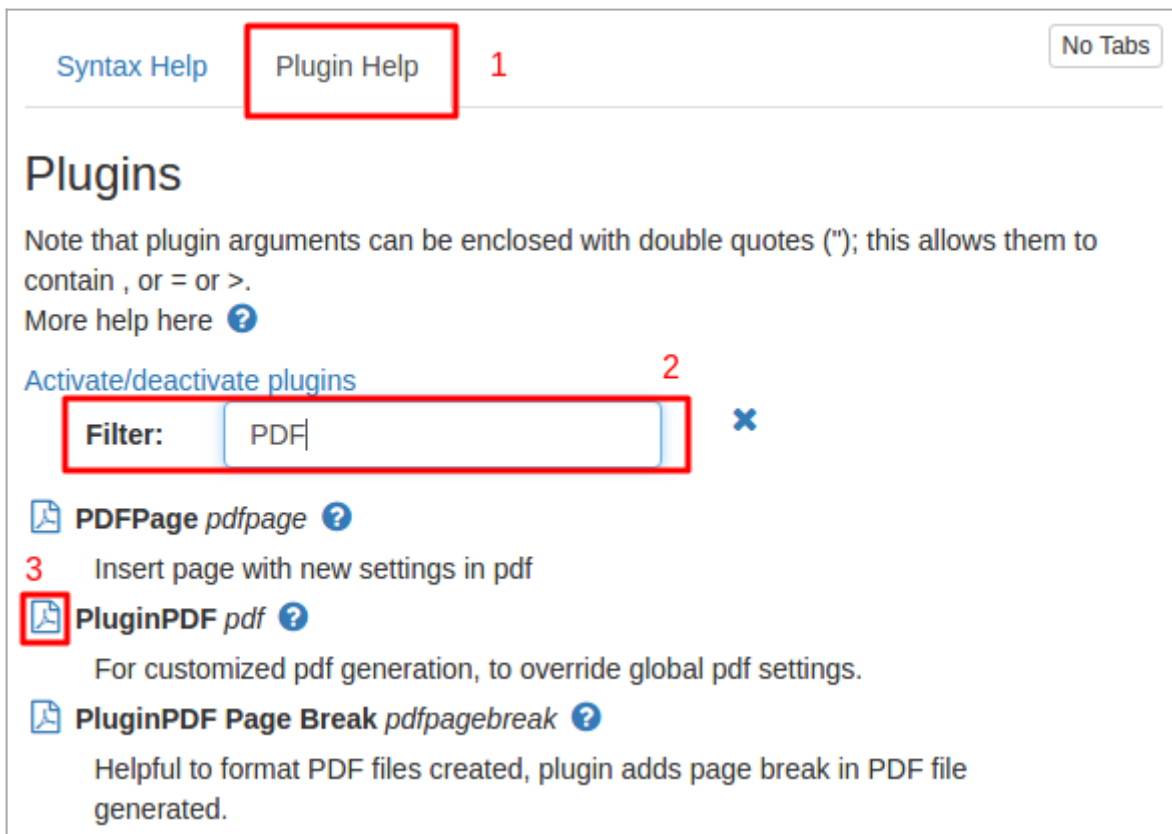 Syntax Help Plugin Help 1 No Tabs
Plugins
Note that plugin arguments can be enclosed with double quotes ("); this allows them to
contain , or = or >.
More help here
Activate/deactivate plugins 2
Filter: PDF
PDFPage pdfpage
3 Insert page with new settings in pdf
PluginPDF pdf
For customized pdf generation, to override global pdf settings.
PluginPDF Page Break pdfpagebreak
Helpful to format PDF files created, plugin adds page break in PDF file
generated.